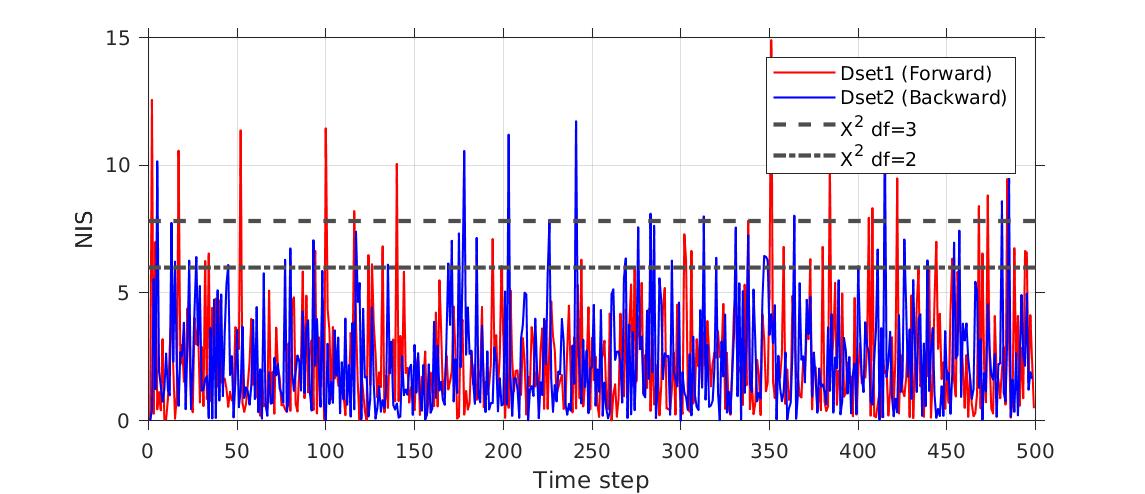 15
10
5
0
NIS
0 50 100 150 200 250 300 350 400 450 500
Time step
Dset1 (Forward)
Dset2 (Backward)
X² df=3
X² df=2